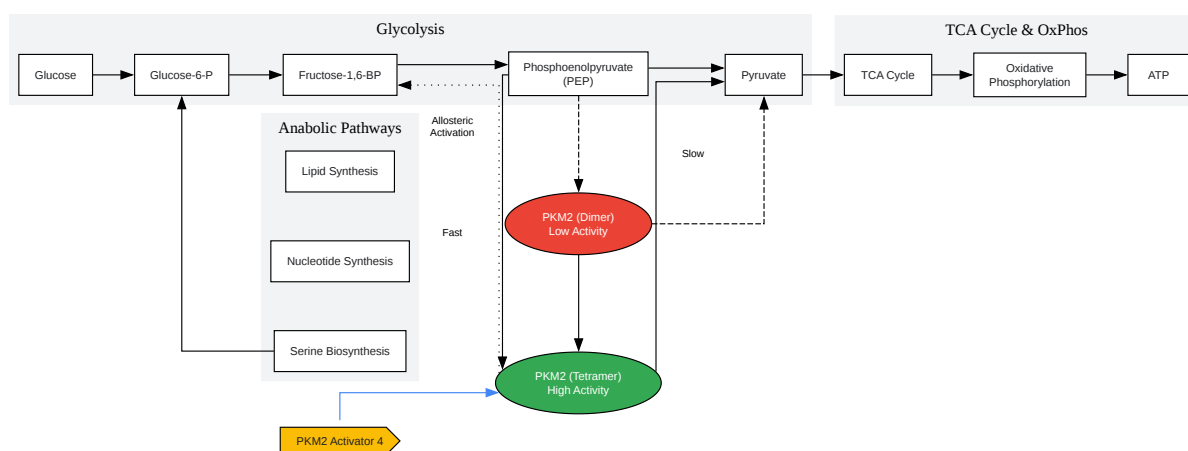 Glycolysis
TCA Cycle & OxPhos
Glucose
Glucose-6-P
Fructose-1,6-BP
Phosphoenolpyruvate
(PEP)
Pyruvate
TCA Cycle
Oxidative
Phosphorylation
ATP
Anabolic Pathways
Allosteric
Activation
Slow
Lipid Synthesis
PKM2 (Dimer)
Low Activity
Fast
Nucleotide Synthesis
Serine Biosynthesis
PKM2 (Tetramer)
High Activity
PKM2 Activator 4